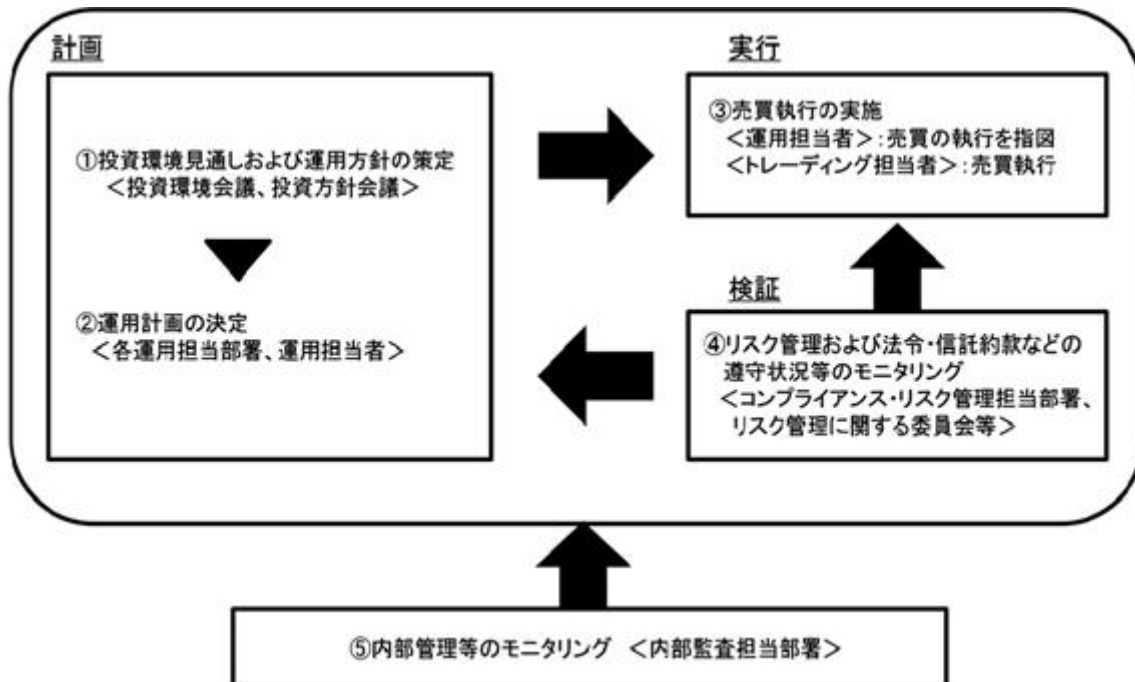 計画
①投資環境見通しおよび運用方針の策定
＜投資環境会議、投資方針会議＞
②運用計画の決定
＜各運用担当部署、運用担当者＞
実行
③売買執行の実施
＜運用担当者＞：売買の執行を指図
＜トレーディング担当者＞：売買執行
検証
④リスク管理および法令・信託約款などの
遵守状況等のモニタリング
＜コンプライアンス・リスク管理担当部署、
リスク管理に関する委員会等＞
⑤内部管理等のモニタリング ＜内部監査担当部署＞